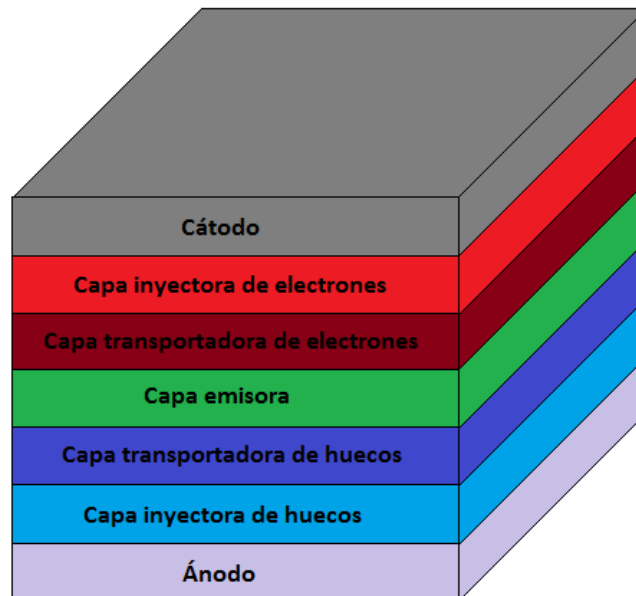 Cátodo
Capa inyectora de electrones
Capa transportadora de electrones
Capa emisora
Capa transportadora de huecos
Capa inyectora de huecos
Ánodo